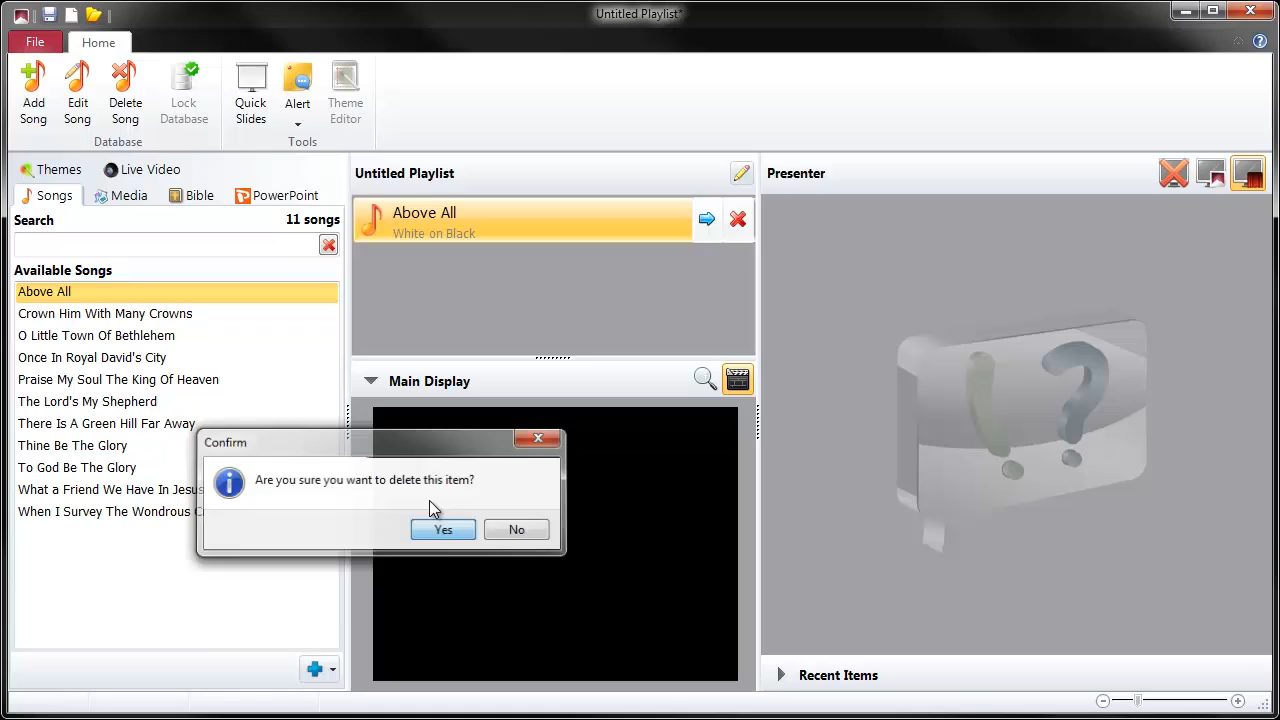 Untitled Playlist*
File
Home
Add Song
Edit Song
Delete Song
Lock Database
Quick Slides
Alert
Theme Editor
Database
Tools
Themes
Live Video
Songs
Media
Bible
PowerPoint
Search
11 songs
Available Songs
Above All
Crown Him With Many Crowns
O Little Town Of Bethlehem
Once In Royal David's City
Praise My Soul The King Of Heaven
The Lord's My Shepherd
There Is A Green Hill Far Away
Thine Be The Glory
To God Be The Glory
What a Friend We Have In Jesus
When I Survey The Wondrous
Untitled Playlist
Above All
White on Black
Main Display
Confirm
Are you sure you want to delete this item?
Yes
No
Presenter
Recent Items